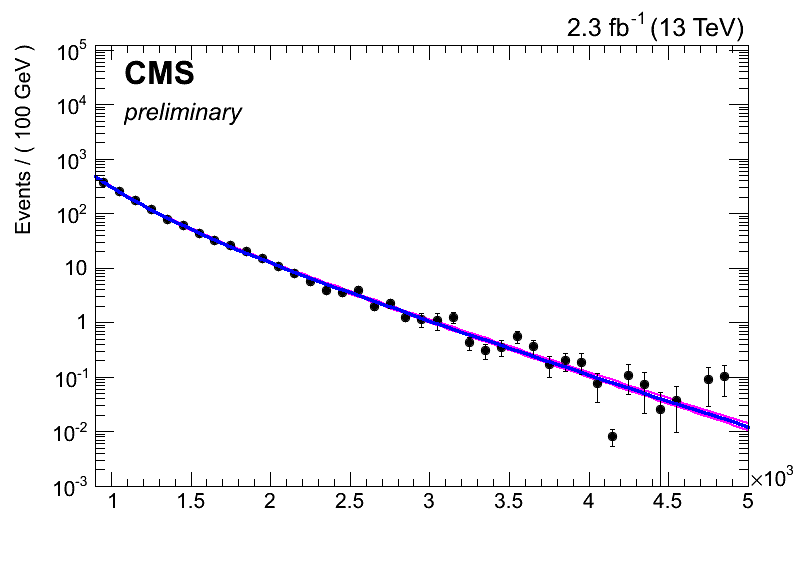 2.3 fb⁻¹ (13 TeV)
CMS
preliminary
Events / ( 100 GeV )
10⁵
10⁴
10³
10²
10
1
10⁻¹
10⁻²
10⁻³
1 1.5 2 2.5 3 3.5 4 4.5 5
×10³